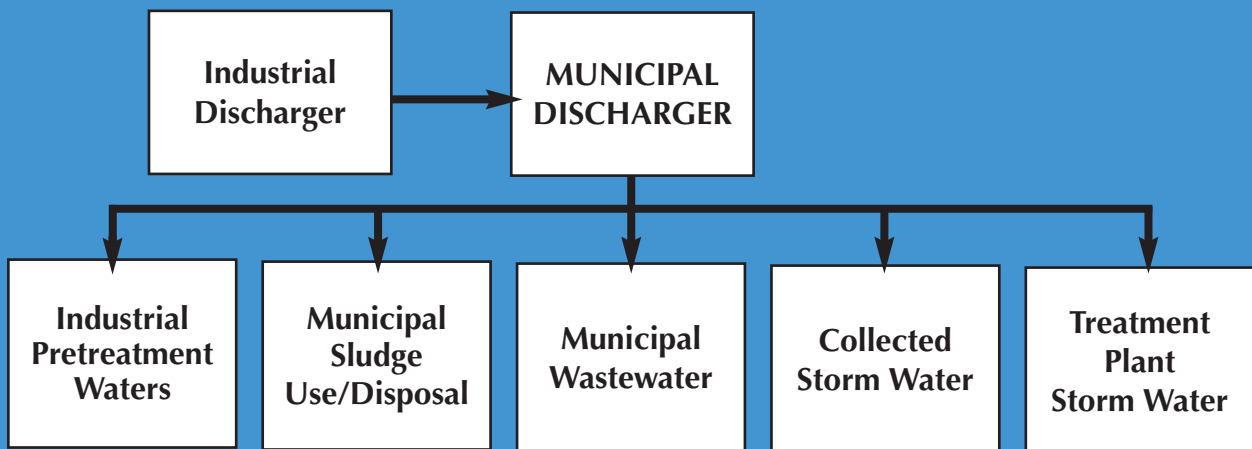 Industrial
Discharger
MUNICIPAL
DISCHARGER
Industrial
Pretreatment
Waters
Municipal
Sludge
Use/Disposal
Municipal
Wastewater
Collected
Storm Water
Treatment
Plant
Storm Water